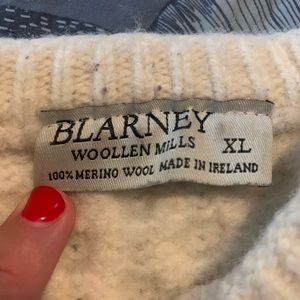 BLARNEY
WOOLLEN MILLS XL
100% MERINO WOOL MADE IN IRELAND